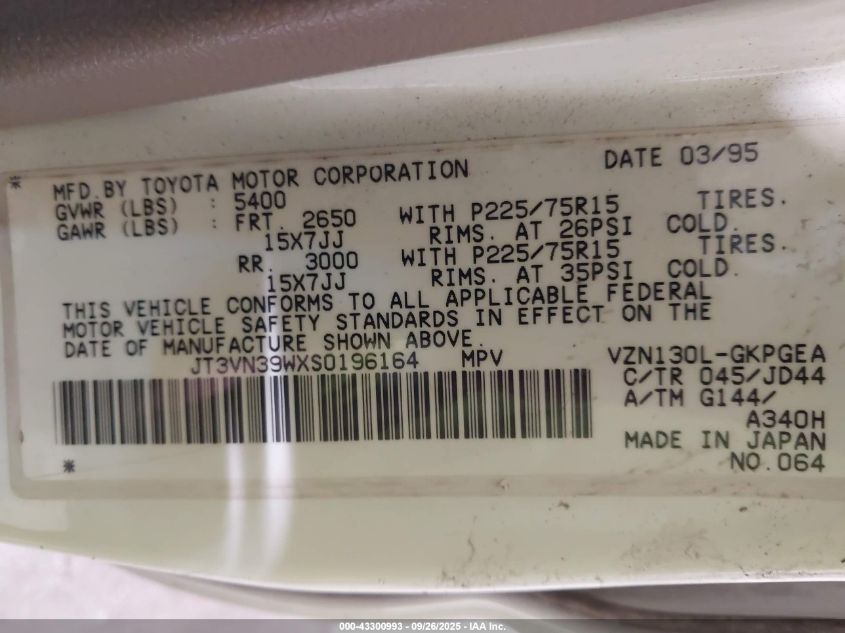 * MFD. BY TOYOTA MOTOR CORPORATION DATE 03/95
GVWR (LBS) : 5400
GAWR (LBS) : FRT. 2650 WITH P225/75R15 TIRES.
15X7JJ RIMS. AT 26PSI COLD.
RR. 3000 WITH P225/75R15 TIRES.
15X7JJ RIMS. AT 35PSI COLD.
THIS VEHICLE CONFORMS TO ALL APPLICABLE FEDERAL
MOTOR VEHICLE SAFETY STANDARDS IN EFFECT ON THE
DATE OF MANUFACTURE SHOWN ABOVE.
JT3VN39WXS0196164 MPV VZN130L-GKPGEA
C/TR 045/JD44
A/TM G144/
A340H
MADE IN JAPAN
* NO.064
000-43300993 - 09/26/2025 - IAA Inc.